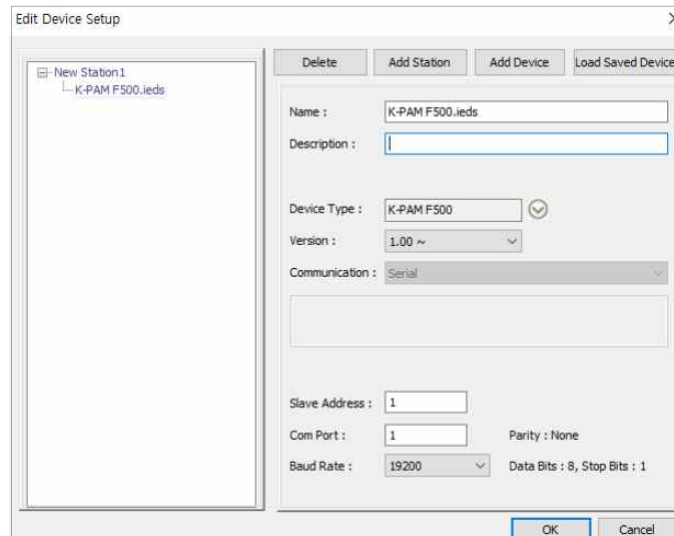 Edit Device Setup
New Station1
K-PAM F500.ieds
Delete
Add Station
Add Device
Load Saved Device
Name :
K-PAM F500.ieds
Description :
Device Type :
K-PAM F500
Version :
1.00 ~
Communication :
Serial
Slave Address :
1
Com Port :
1
Parity : None
Baud Rate :
19200
Data Bits : 8, Stop Bits : 1
OK
Cancel